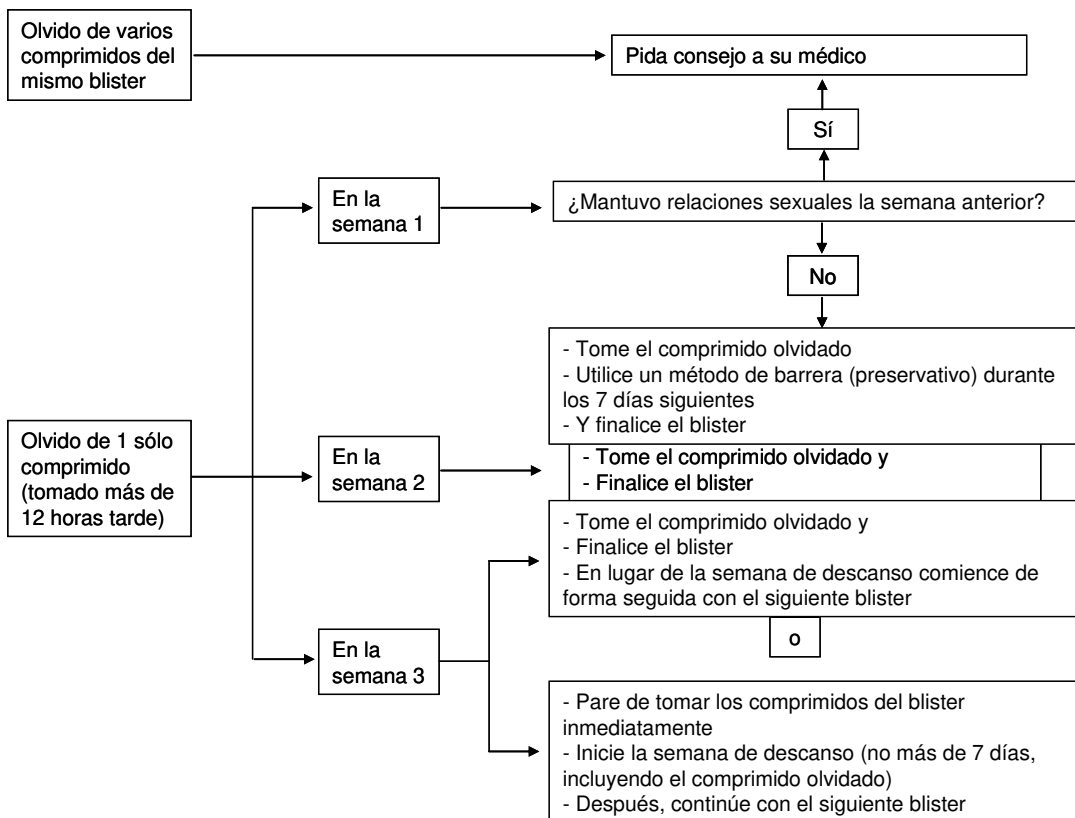 Olvido de varios
comprimidos del
mismo blister
Pida consejo a su médico
Sí
En la
semana 1
¿Mantuvo relaciones sexuales la semana anterior?
No
- Tome el comprimido olvidado
- Utilice un método de barrera (preservativo) durante
los 7 días siguientes
- Y finalice el blister
Olvido de 1 sólo
comprimido
(tomado más de
12 horas tarde)
En la
semana 2
- Tome el comprimido olvidado y
- Finalice el blister
- Tome el comprimido olvidado y
- Finalice el blister
- En lugar de la semana de descanso comience de
forma seguida con el siguiente blister
o
En la
semana 3
- Pare de tomar los comprimidos del blister
inmediatamente
- Inicie la semana de descanso (no más de 7 días,
incluyendo el comprimido olvidado)
- Después, continúe con el siguiente blister